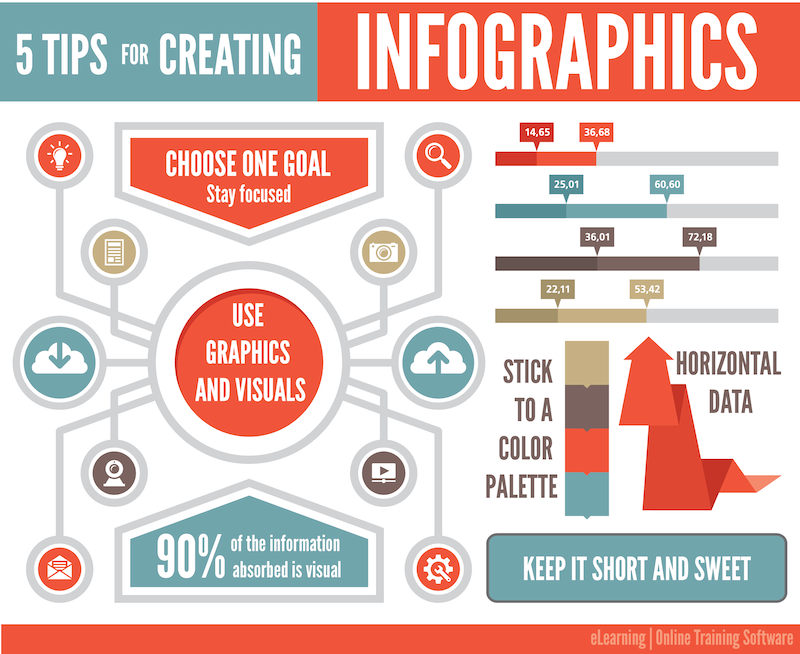 5 TIPS FOR CREATING INFOGRAPHICS
CHOOSE ONE GOAL
Stay focused
USE
GRAPHICS
AND VISUALS
90% of the information
absorbed is visual
14,65 36,68
25,01 60,60
36,01 72,18
22,11 53,42
STICK
TO A
COLOR
PALETTE
HORIZONTAL
DATA
KEEP IT SHORT AND SWEET
eLearning | Online Training Software